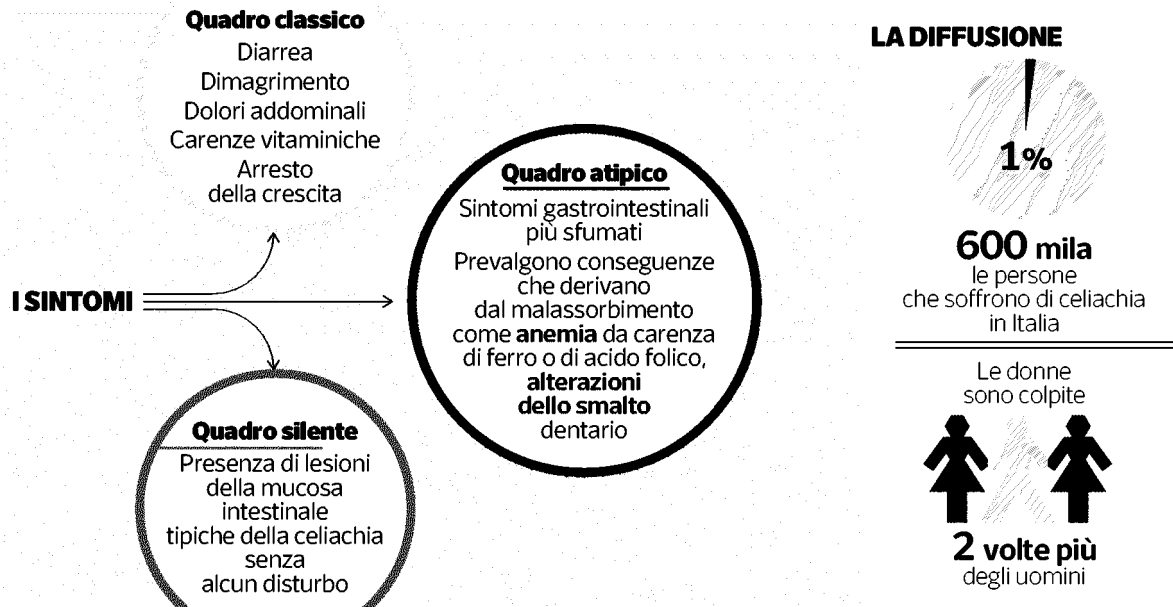 Quadro classico
Diarrea
Dimagrimento
Dolori addominali
Carenze vitaminiche
Arresto
della crescita
I SINTOMI
Quadro atipico
Sintomi gastrointestinali
più sfumati
Prevalgono conseguenze
che derivano
dal malassorbimento
come anemia da carenza
di ferro o di acido folico,
alterazioni
dello smalto
dentario
Quadro silente
Presenza di lesioni
della mucosa
intestinale
tipiche della celiachia
senza
alcun disturbo
LA DIFFUSIONE
1%
600 mila
le persone
che soffrono di celiachia
in Italia
Le donne
sono colpite
2 volte più
degli uomini